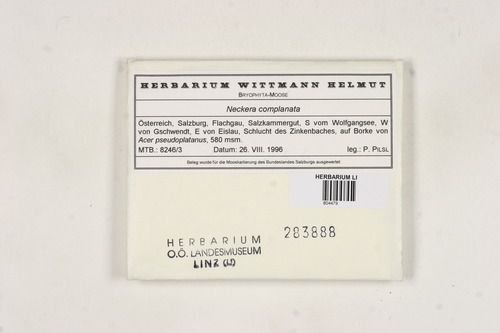 HERBARIUM WITTMANN HELMUT
BRYOPHYTA-MOOSE
Neckera complanata
Österreich, Salzburg, Flachgau, Salzkammergut, S vom Wolfgangsee, W
von Gschwendt, E von Eislau, Schlucht des Zinkenbaches, auf Borke von
Acer pseudoplatanus, 580 msm.
MTB.: 8246/3 Datum: 26. VIII. 1996 leg.: P. PILSL
Beleg wurde für die Mooskartierung des Bundeslandes Salzburgs ausgewertet
HERBARIUM LI
604479
283888
HERBARIUM
O.Ö. LANDESMUSEUM
LINZ (LI)